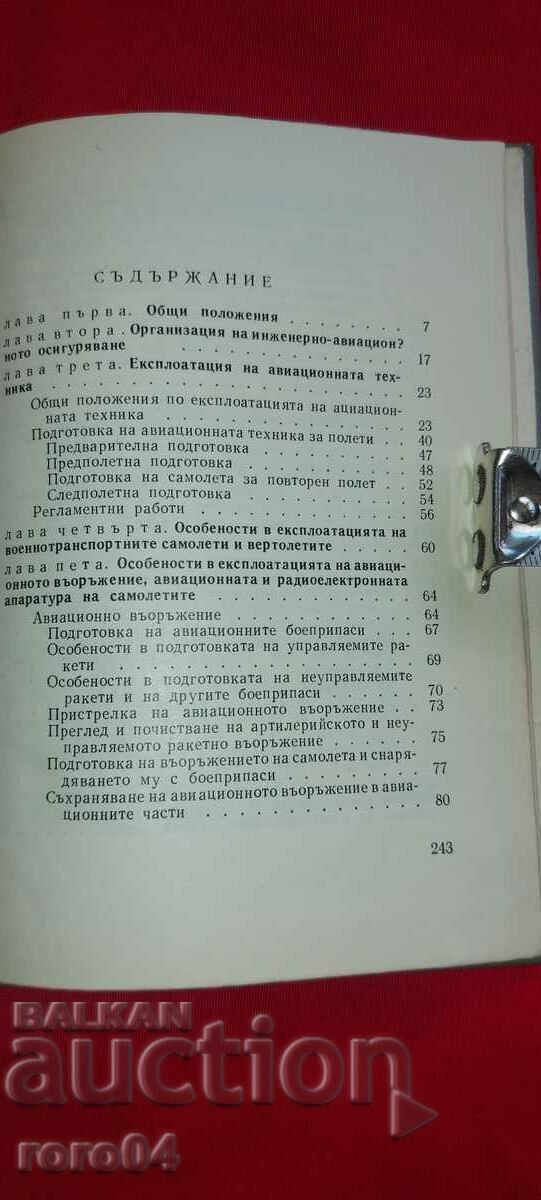 СЪДЪРЖАНИЕ
лава първа. Общи положения . . . . . . . 7
лава втора. Организация на инженерно-авиацион?
ното осигуряване . . . . . . . . . 17
лава трета. Експлоатация на авиационната тех-
ника . . . . . . . . . . . . . . 23
Общи положения по експлоатацията на ациацион-
ната техника . . . . . . . . . . 23
Подготовка на авиационната техника за полети . . 40
Предварителна подготовка . . . . . . . 47
Предполетна подготовка . . . . . . . . 48
Подготовка на самолета за повторен полет . . 52
Следполетна подготовка . . . . . . . . 54
Регламентни работи . . . . . . . . . 56
лава четвърта. Особености в експлоатацията на
военнотранспортните самолети и вертолетите . . . 60
лава пета. Особености в експлоатацията на авиаци-
онното въоръжение, авиационната и радиоелектронната
апаратура на самолетите . . . . . . . . 64
Авиационно въоръжение . . . . . . . . 64
Подготовка на авиационните боеприпаси . . . 67
Особености в подготовката на управляемите ра-
кети . . . . . . . . . . . . . 69
Особености в подготовката на неуправляемите
ракети и на другите боеприпаси . . . . . 70
Пристрелка на авиационното въоръжение . . 73
Преглед и почистване на артилерийското и неу-
правляемото ракетно въоръжение . . . . . 75
Подготовка на въоръжението на самолета и снаря-
дяването му с боеприпаси . . . . . . . 77
Съхраняване на авиационното въоръжение в ави-
ационните части . . . . . . . . . . 80
243
BALKAN
auction
roro04